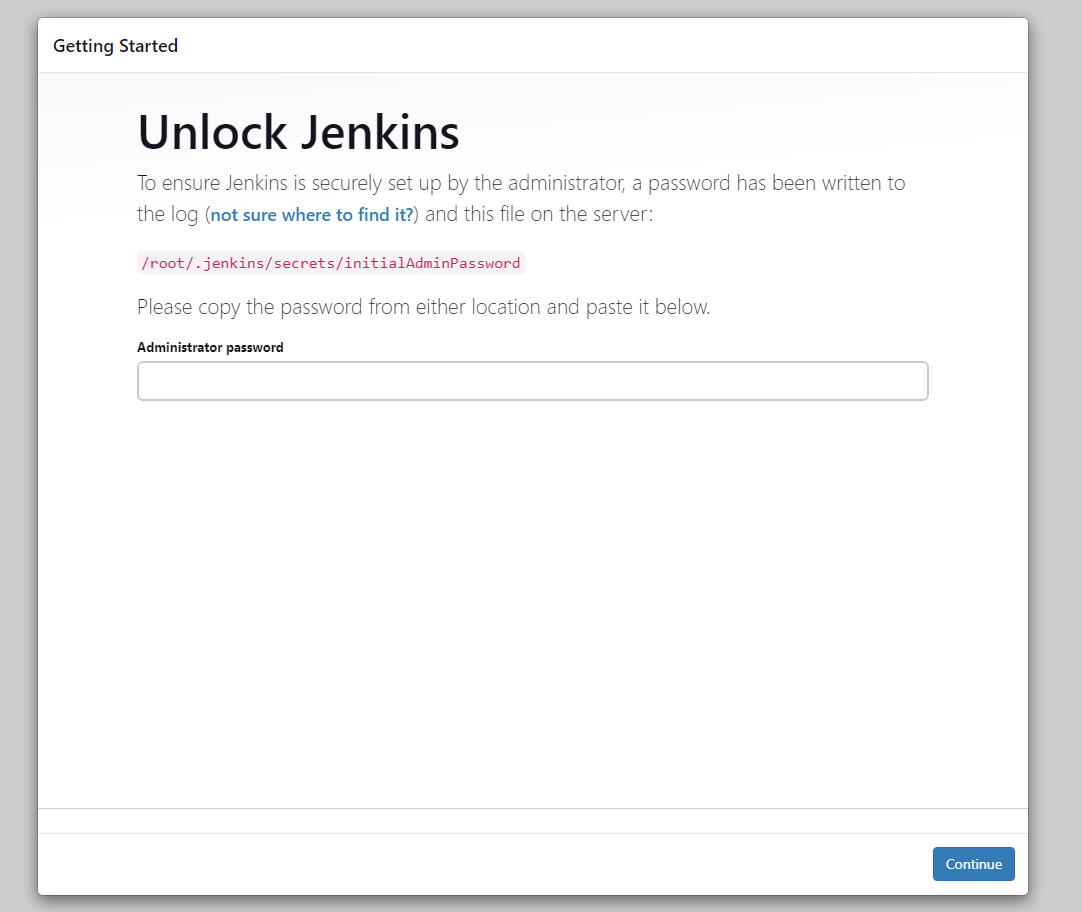 Getting Started
Unlock Jenkins
To ensure Jenkins is securely set up by the administrator, a password has been written to
the log (not sure where to find it?) and this file on the server:
/root/.jenkins/secrets/initialAdminPassword
Please copy the password from either location and paste it below.
Administrator password
Continue